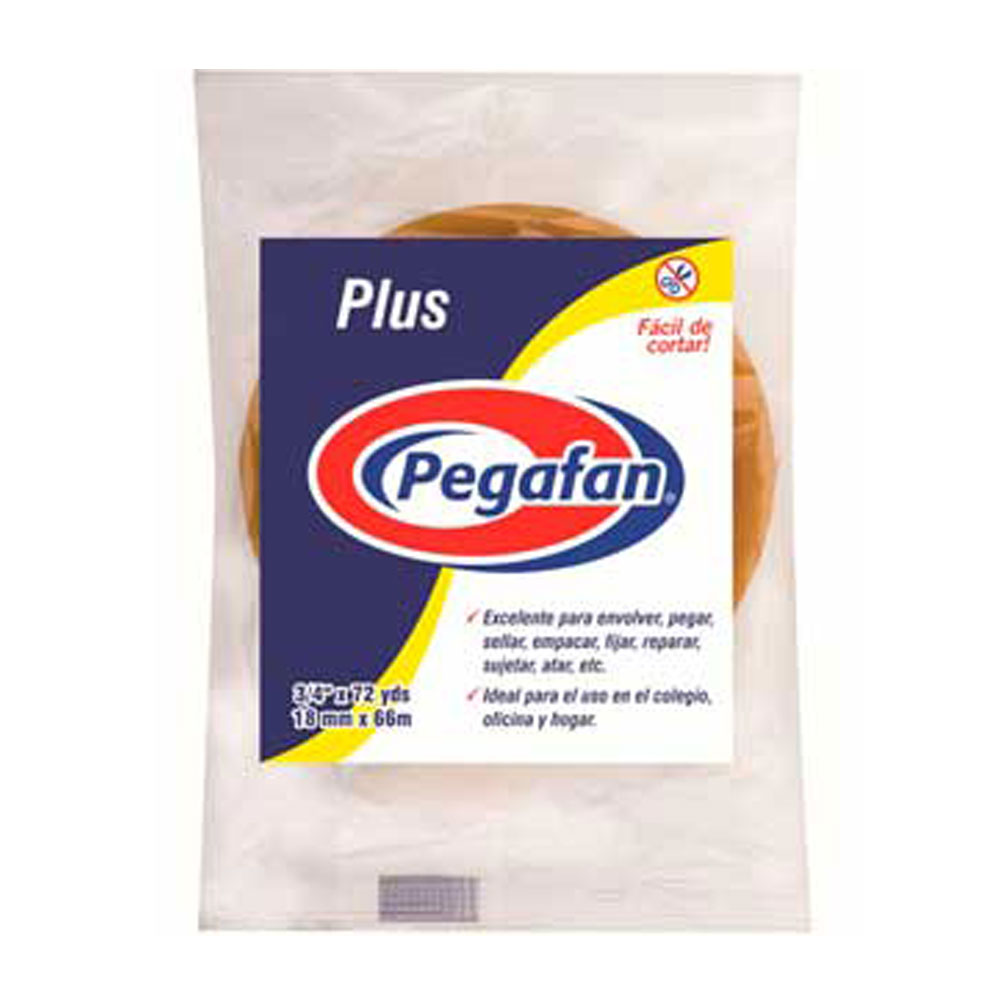 Plus
Fácil de
cortar!
Pegafan®
✓ Excelente para envolver, pegar,
sellar, empacar, fijar, reparar,
sujetar, atar, etc.
✓ Ideal para el uso en el colegio,
oficina y hogar.
3/4" x 72 yds
18 mm x 66m